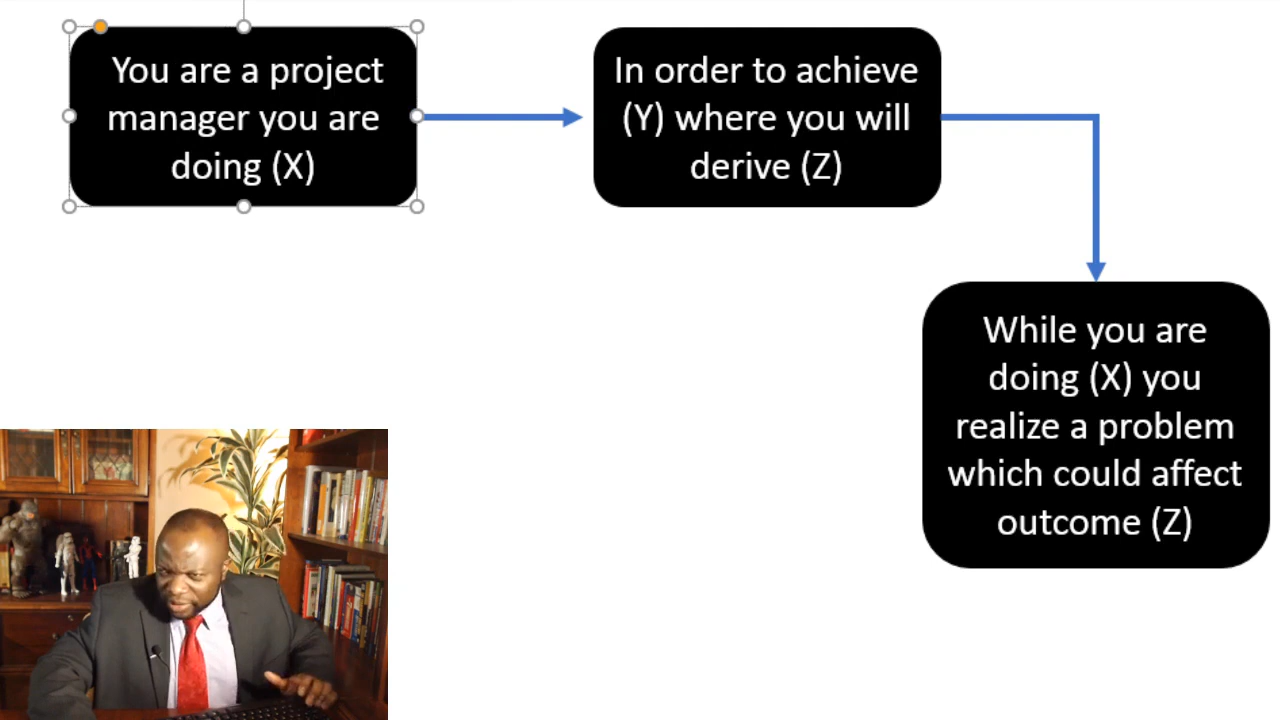 You are a project
manager you are
doing (X)
In order to achieve
(Y) where you will
derive (Z)
While you are
doing (X) you
realize a problem
which could affect
outcome (Z)